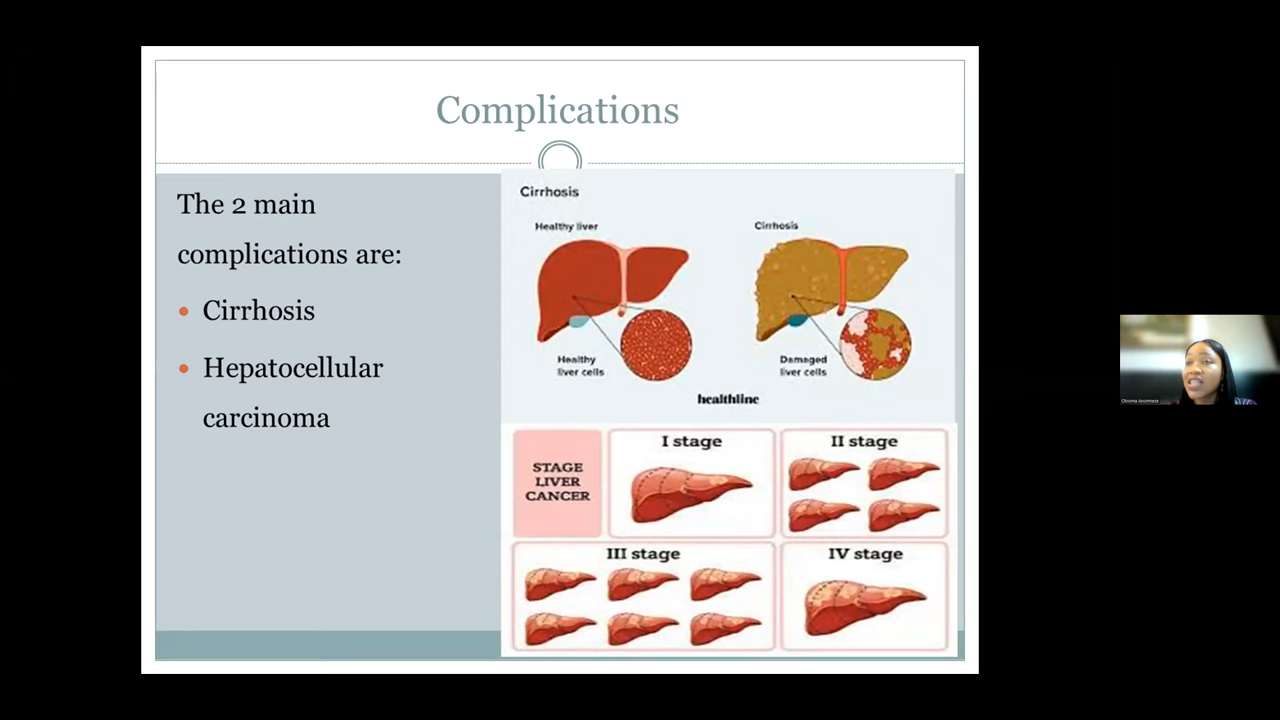 Complications
The 2 main
complications are:
• Cirrhosis
• Hepatocellular
carcinoma
Cirrhosis
Healthy liver
Cirrhosis
Healthy
liver cells
Damaged
liver cells
healthline
STAGE
LIVER
CANCER
I stage
II stage
III stage
IV stage